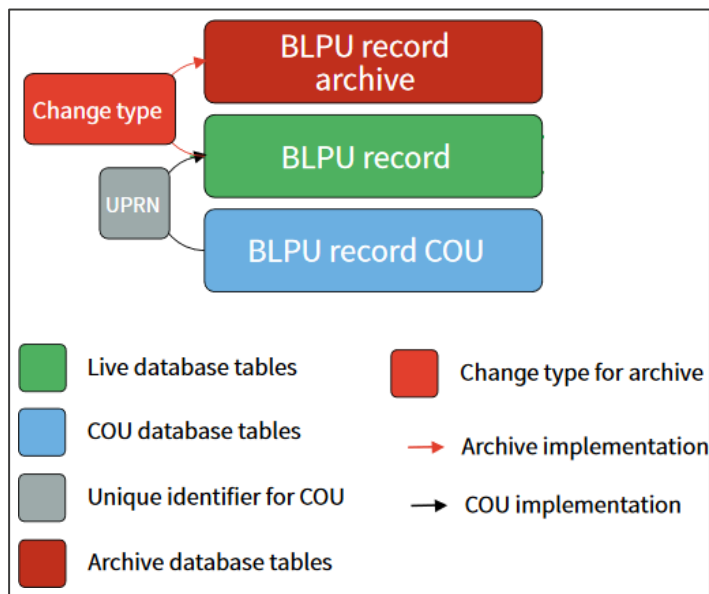 BLPU record
archive
Change type
BLPU record
UPRN
BLPU record COU
Live database tables
Change type for archive
COU database tables
Archive implementation
Unique identifier for COU
COU implementation
Archive database tables